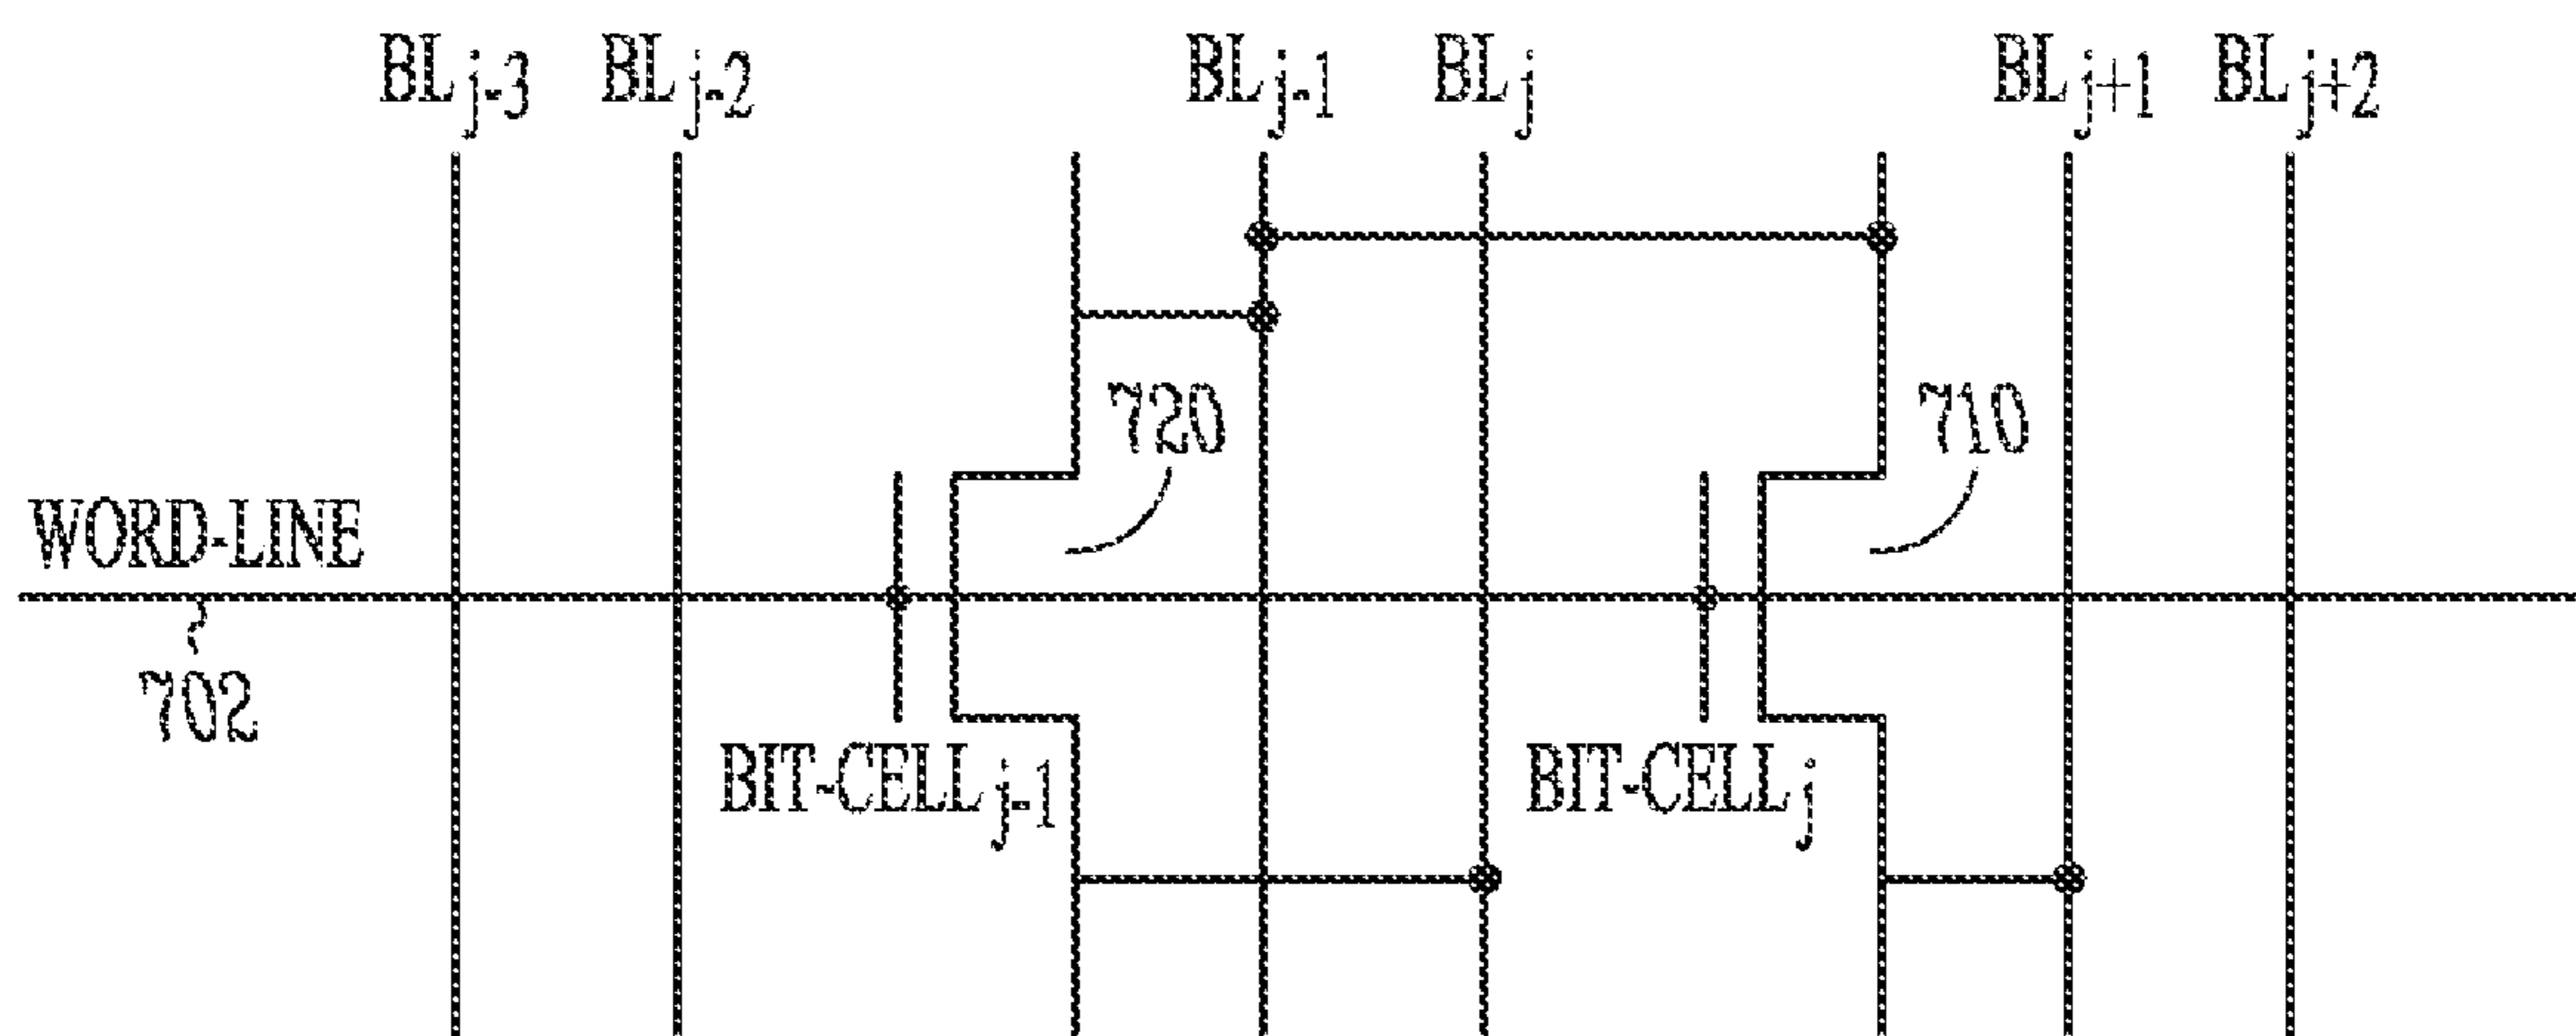 BL j-3 BL j-2 BL j-1 BL j BL j+1 BL j+2
720 710
WORD-LINE
702
BIT-CELL j-1 BIT-CELL j